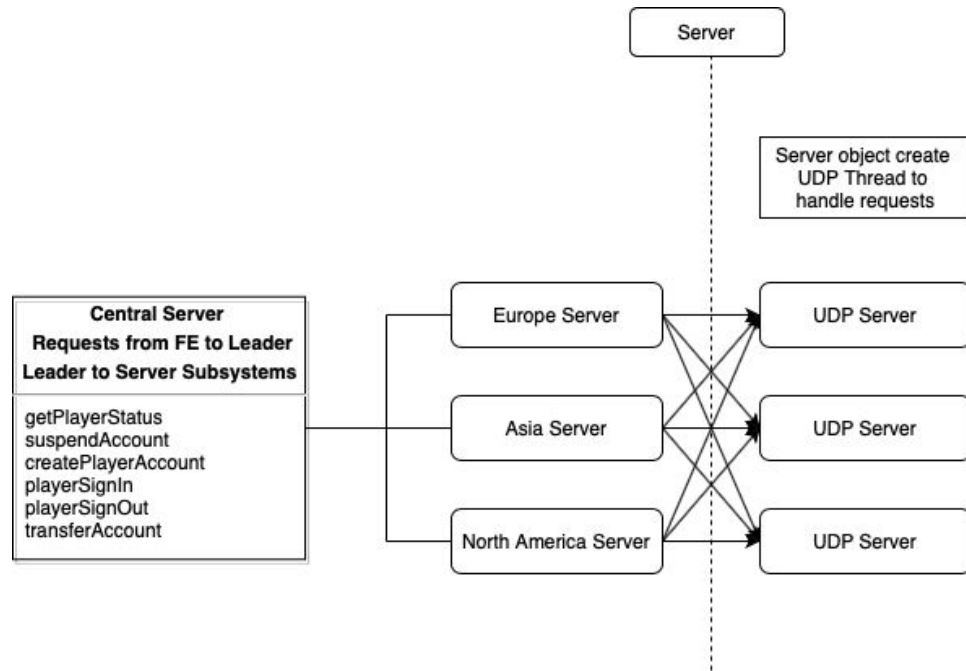 Server
Server object create
UDP Thread to
handle requests
Central Server
Requests from FE to Leader
Leader to Server Subsystems
getPlayerStatus
suspendAccount
createPlayerAccount
playerSignIn
playerSignOut
transferAccount
Europe Server
UDP Server
Asia Server
UDP Server
North America Server
UDP Server